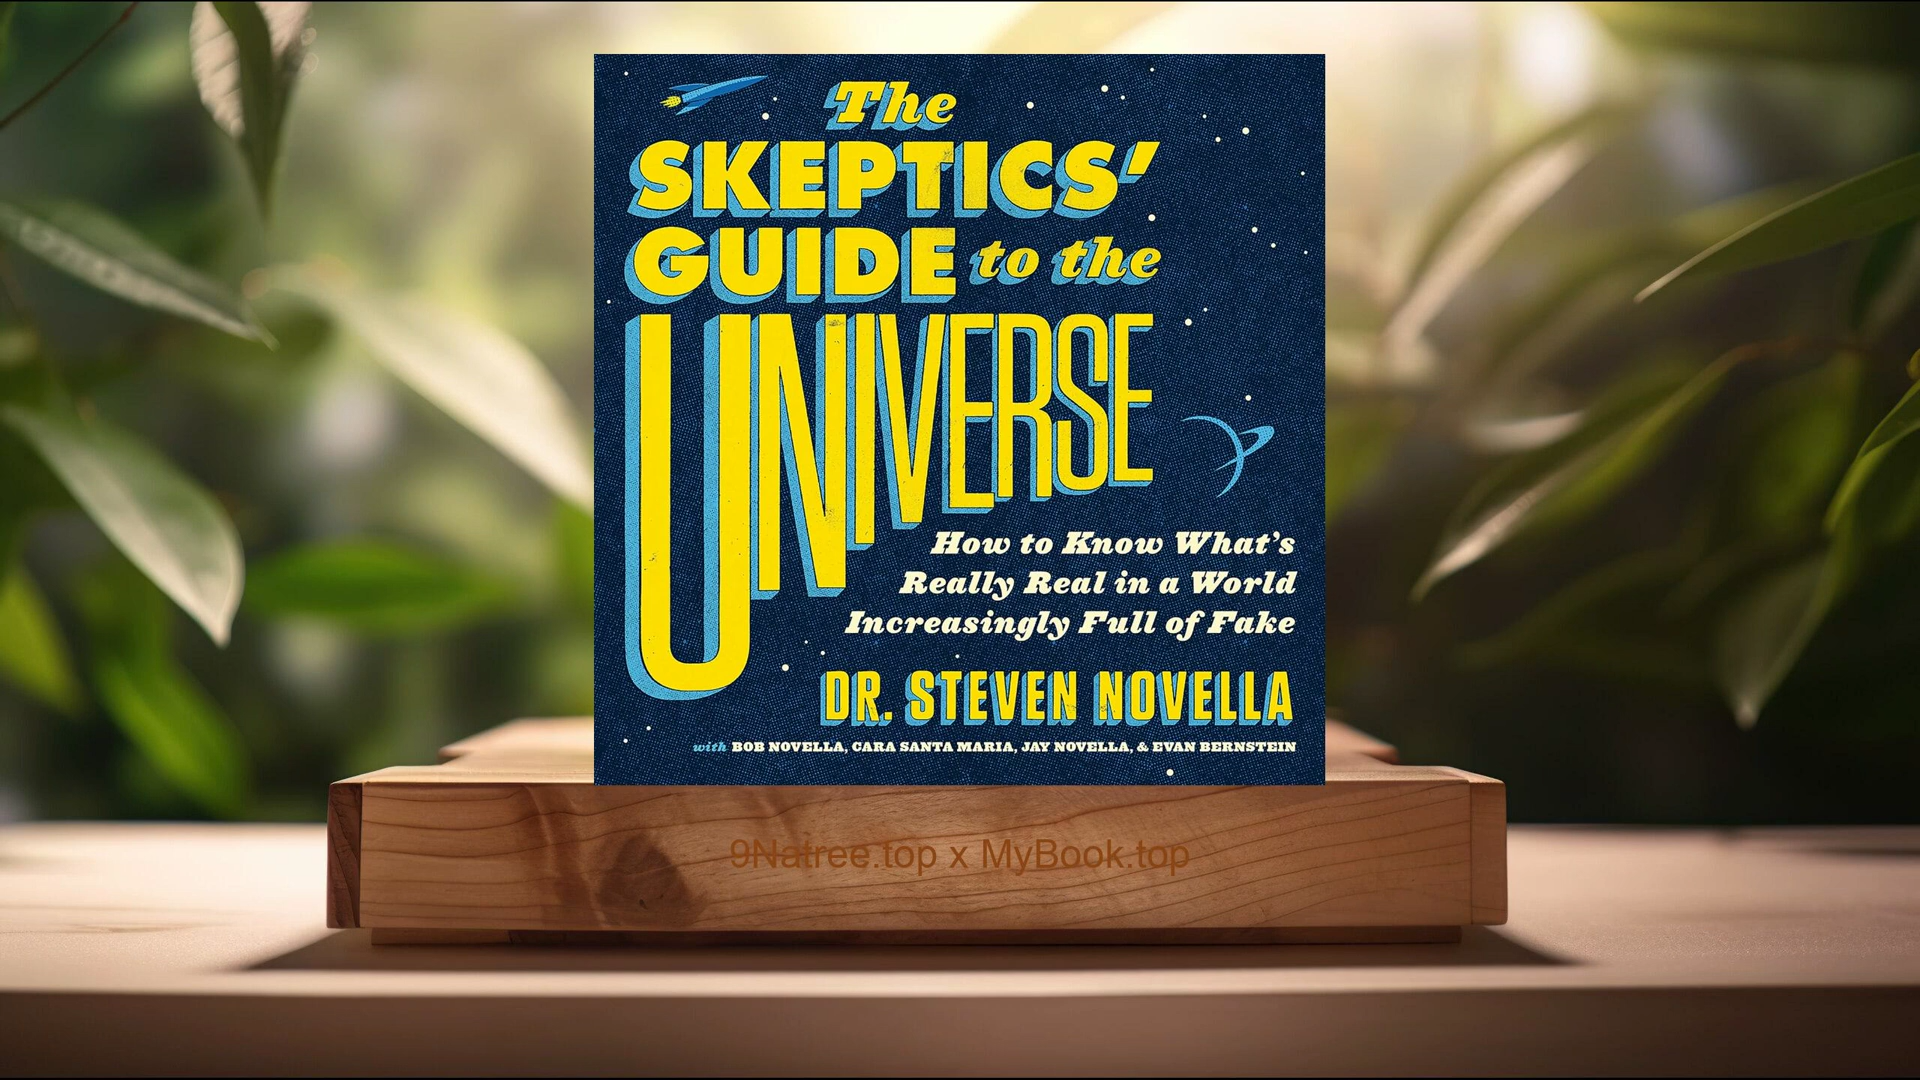 The
SKEPTICS'
GUIDE to the
UNIVERSE
How to Know What's
Really Real in a World
Increasingly Full of Fake
DR. STEVEN NOVELLA
with BOB NOVELLA, CARA SANTA MARIA, JAY NOVELLA, & EVAN BERNSTEIN
9Natree.top x MyBook.top